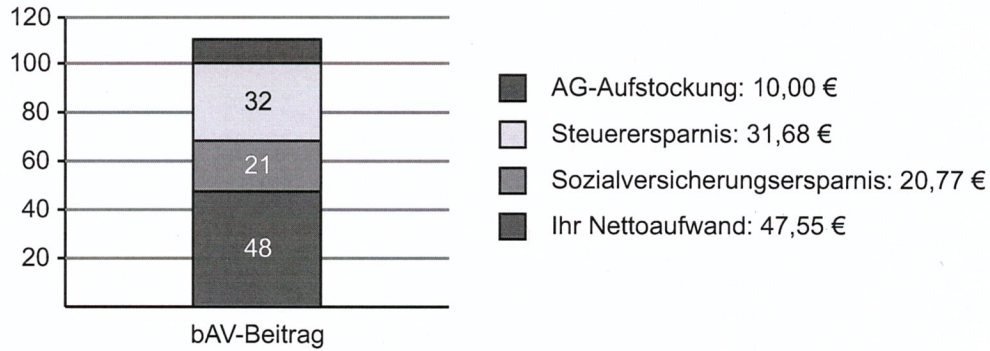 120
100
80
60
40
20
32
21
48
bAV-Beitrag
AG-Aufstockung: 10,00 €
Steuerersparnis: 31,68 €
Sozialversicherungsersparnis: 20,77 €
Ihr Nettoaufwand: 47,55 €